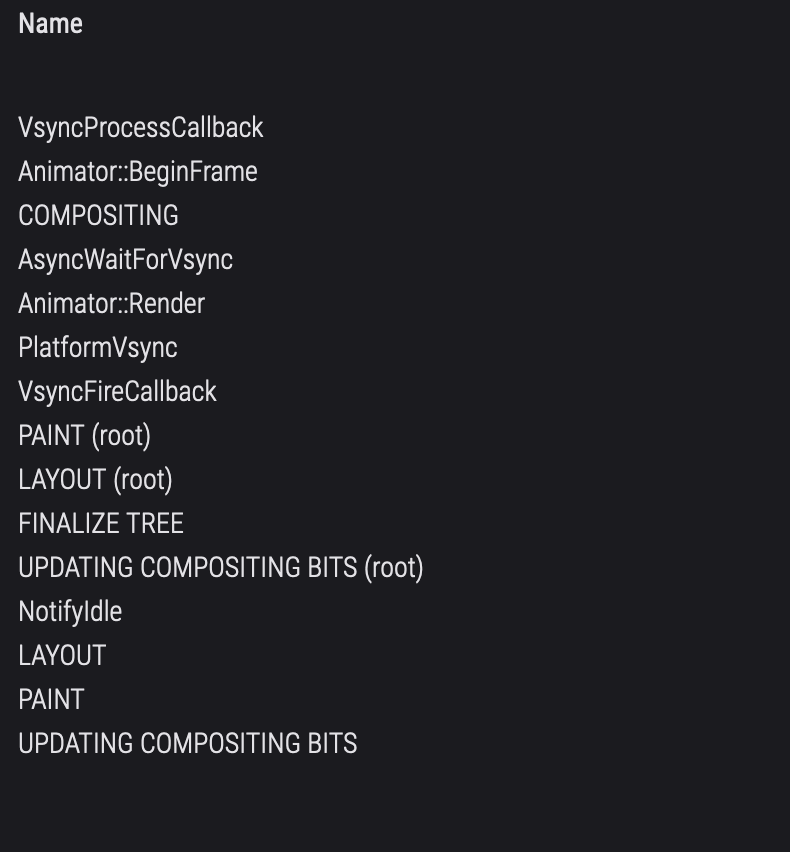 Name
VsyncProcessCallback
Animator::BeginFrame
COMPOSITING
AsyncWaitForVsync
Animator::Render
PlatformVsync
VsyncFireCallback
PAINT (root)
LAYOUT (root)
FINALIZE TREE
UPDATING COMPOSITING BITS (root)
NotifyIdle
LAYOUT
PAINT
UPDATING COMPOSITING BITS